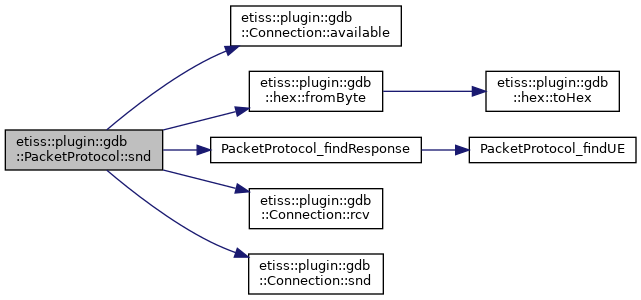 etiss::plugin::gdb
::PacketProtocol::snd
etiss::plugin::gdb
::Connection::available
etiss::plugin::gdb
::hex::fromByte
etiss::plugin::gdb
::hex::toHex
PacketProtocol_findResponse
PacketProtocol_findUE
etiss::plugin::gdb
::Connection::rcv
etiss::plugin::gdb
::Connection::snd